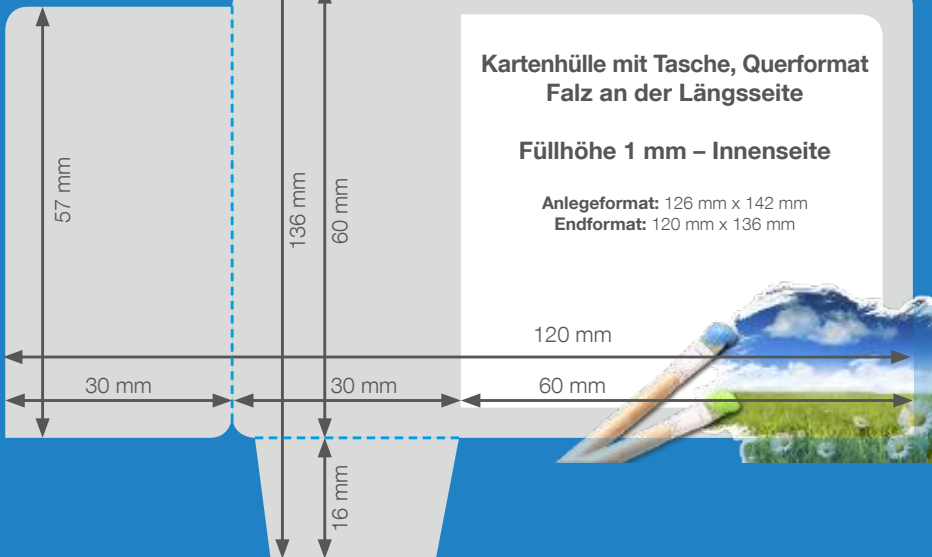 Kartenhülle mit Tasche, Querformat
Falz an der Längsseite
Füllhöhe 1 mm – Innenseite
Anlegeformat: 126 mm x 142 mm
Endformat: 120 mm x 136 mm
57 mm
136 mm
60 mm
120 mm
30 mm
30 mm
60 mm
16 mm